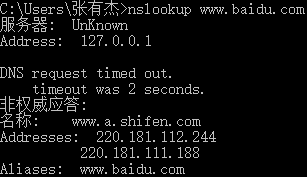 C:\Users\张有杰>nslookup www.baidu.com
服务器:  UnKnown
Address:  127.0.0.1
DNS request timed out.
    timeout was 2 seconds.
非权威应答:
名称:    www.a.shifen.com
Addresses:  220.181.112.244
          220.181.111.188
Aliases:  www.baidu.com